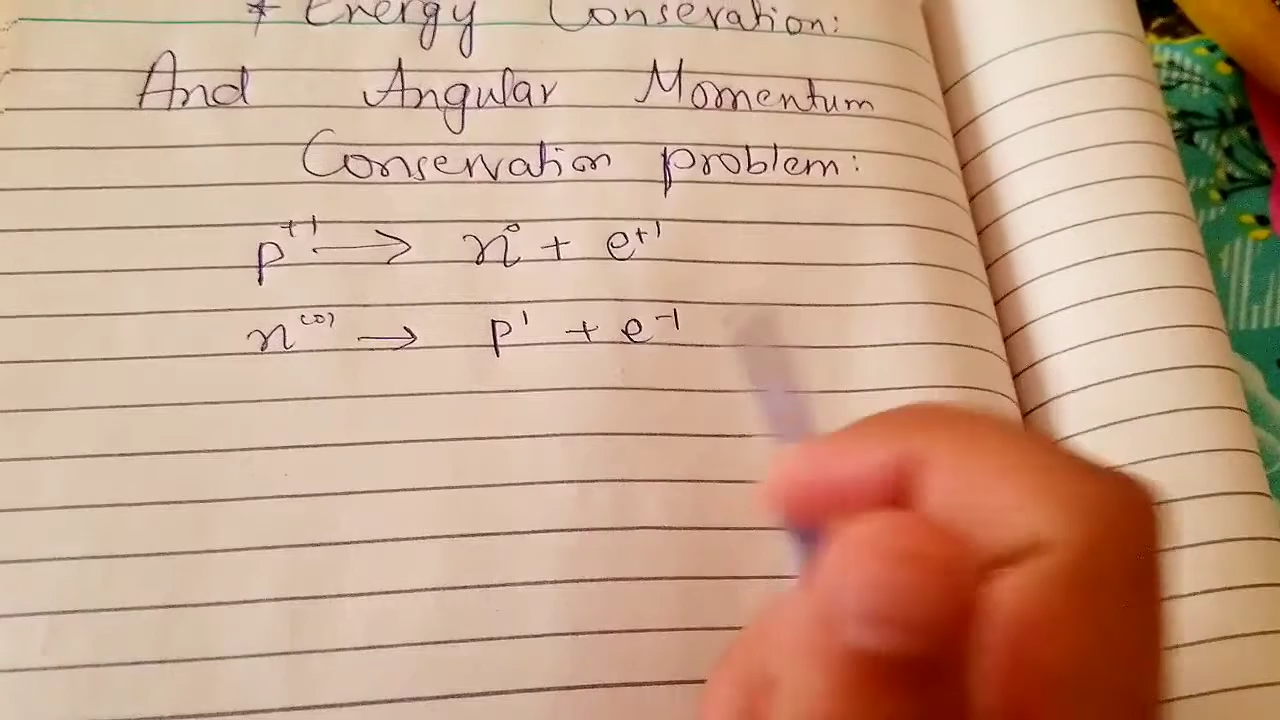 * Energy Conservation:
And Angular Momentum
Conservation problem:
p⁺¹ → n⁰ + e⁺¹
n⁽⁰⁾ → p¹ + e⁻¹